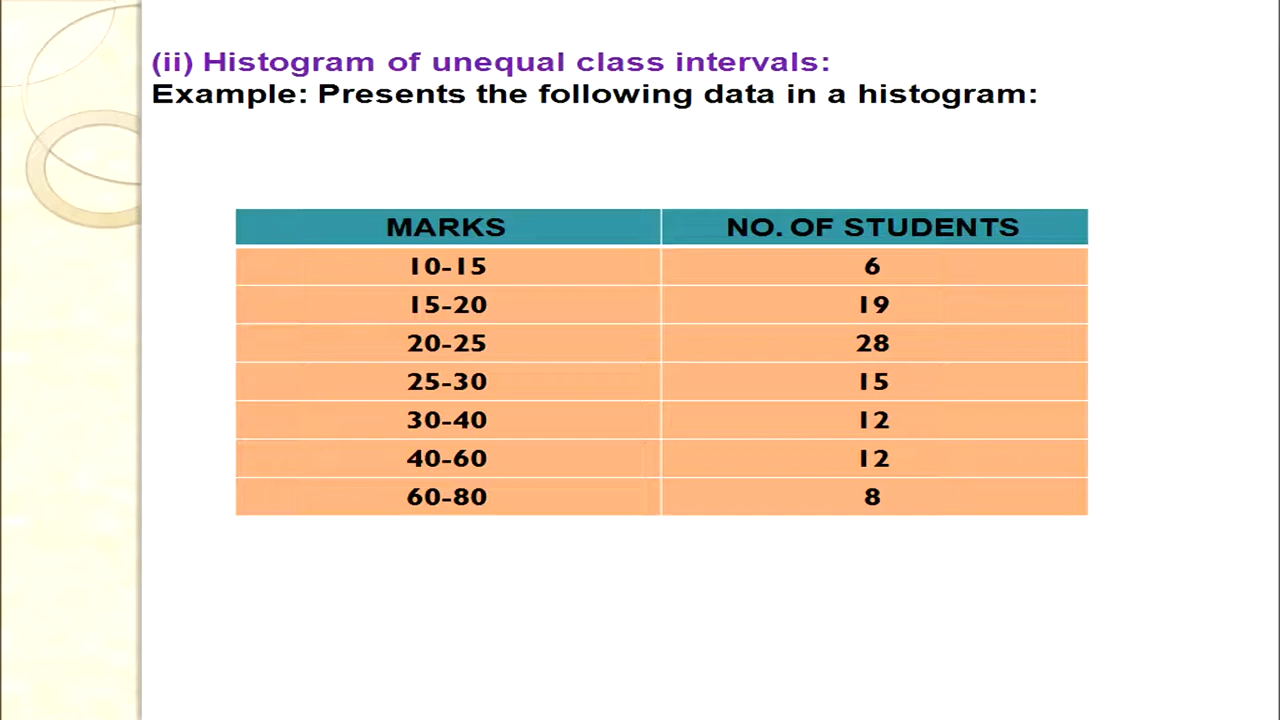 (ii) Histogram of unequal class intervals:
Example: Presents the following data in a histogram:
MARKS NO. OF STUDENTS
10-15 6
15-20 19
20-25 28
25-30 15
30-40 12
40-60 12
60-80 8